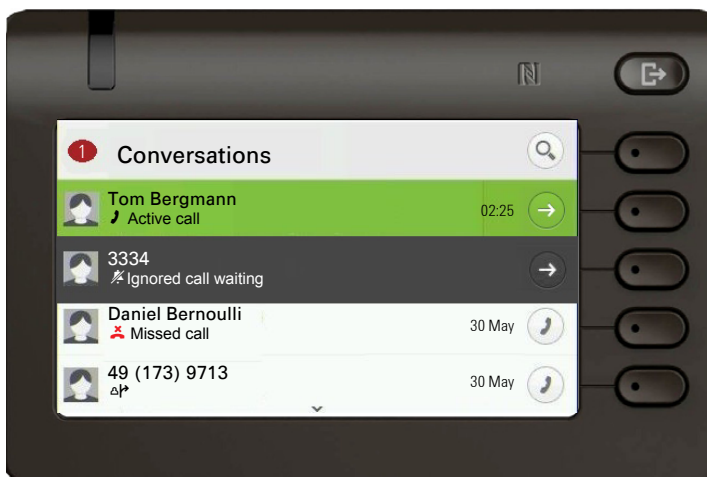 1 Conversations
Tom Bergmann
Active call
02:25
3334
Ignored call waiting
Daniel Bernoulli
Missed call
30 May
49 (173) 9713
30 May